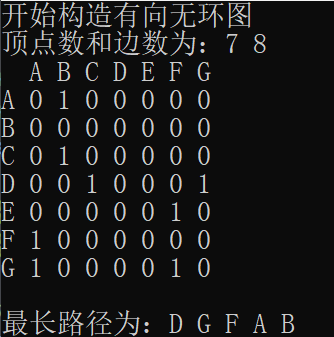 开始构造有向无环图
顶点数和边数为：7 8
A B C D E F G
A 0 1 0 0 0 0 0
B 0 0 0 0 0 0 0
C 0 1 0 0 0 0 0
D 0 0 1 0 0 0 1
E 0 0 0 0 0 1 0
F 1 0 0 0 0 0 0
G 1 0 0 0 0 1 0
最长路径为：D G F A B